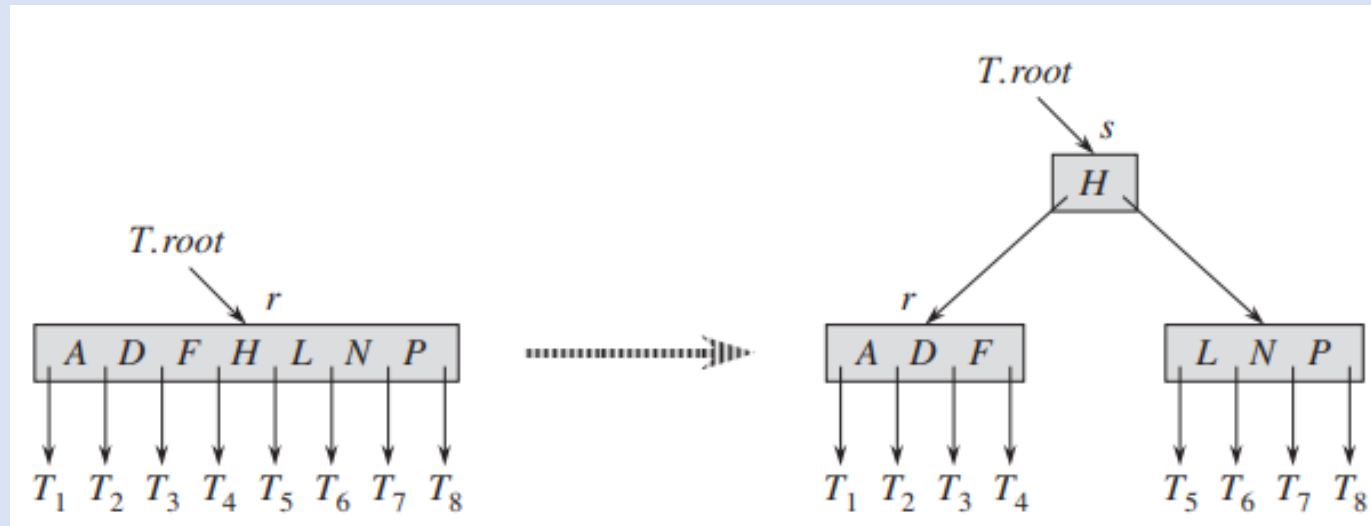 T.root
s
H
T.root
r
A D F H L N P
r
A D F
L N P
T₁ T₂ T₃ T₄ T₅ T₆ T₇ T₈
T₁ T₂ T₃ T₄
T₅ T₆ T₇ T₈